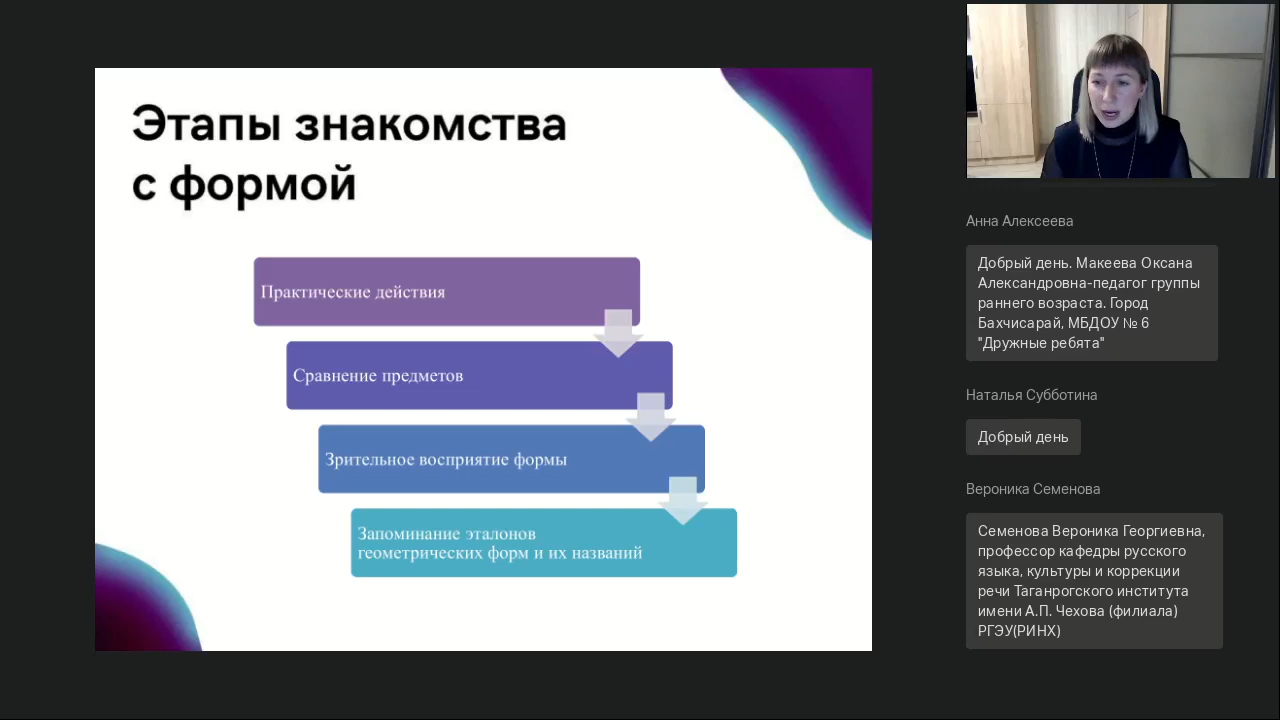 Этапы знакомства
с формой
Практические действия
Сравнение предметов
Зрительное восприятие формы
Запоминание эталонов
геометрических форм и их названий
Анна Алексеева
Добрый день. Макеева Оксана
Александровна-педагог группы
раннего возраста. Город
Бахчисарай, МБДОУ № 6
"Дружные ребята"
Наталья Субботина
Добрый день
Вероника Семенова
Семенова Вероника Георгиевна,
профессор кафедры русского
языка, культуры и коррекции
речи Таганрогского института
имени А.П. Чехова (филиала)
РГЭУ(РИНХ)